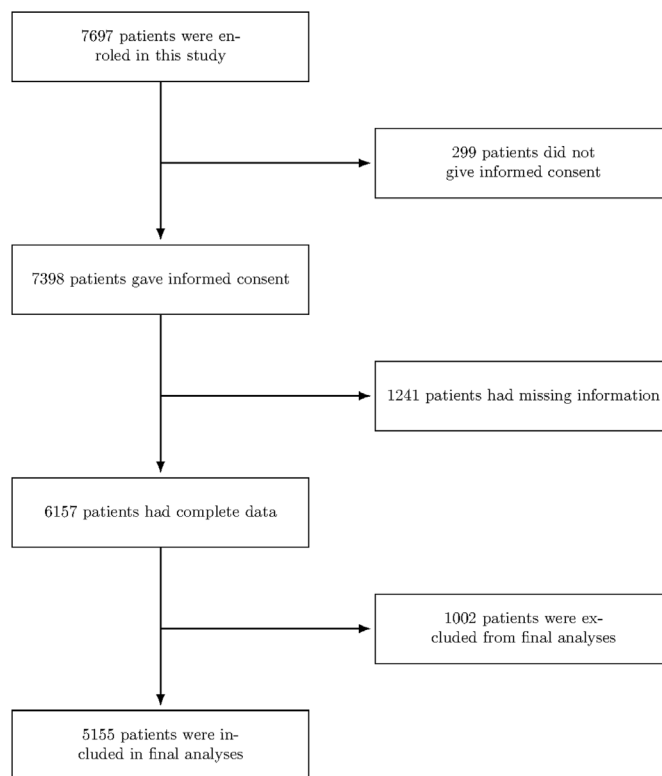 7697 patients were en-
roled in this study
299 patients did not
give informed consent
7398 patients gave informed consent
1241 patients had missing information
6157 patients had complete data
1002 patients were ex-
cluded from final analyses
5155 patients were in-
cluded in final analyses